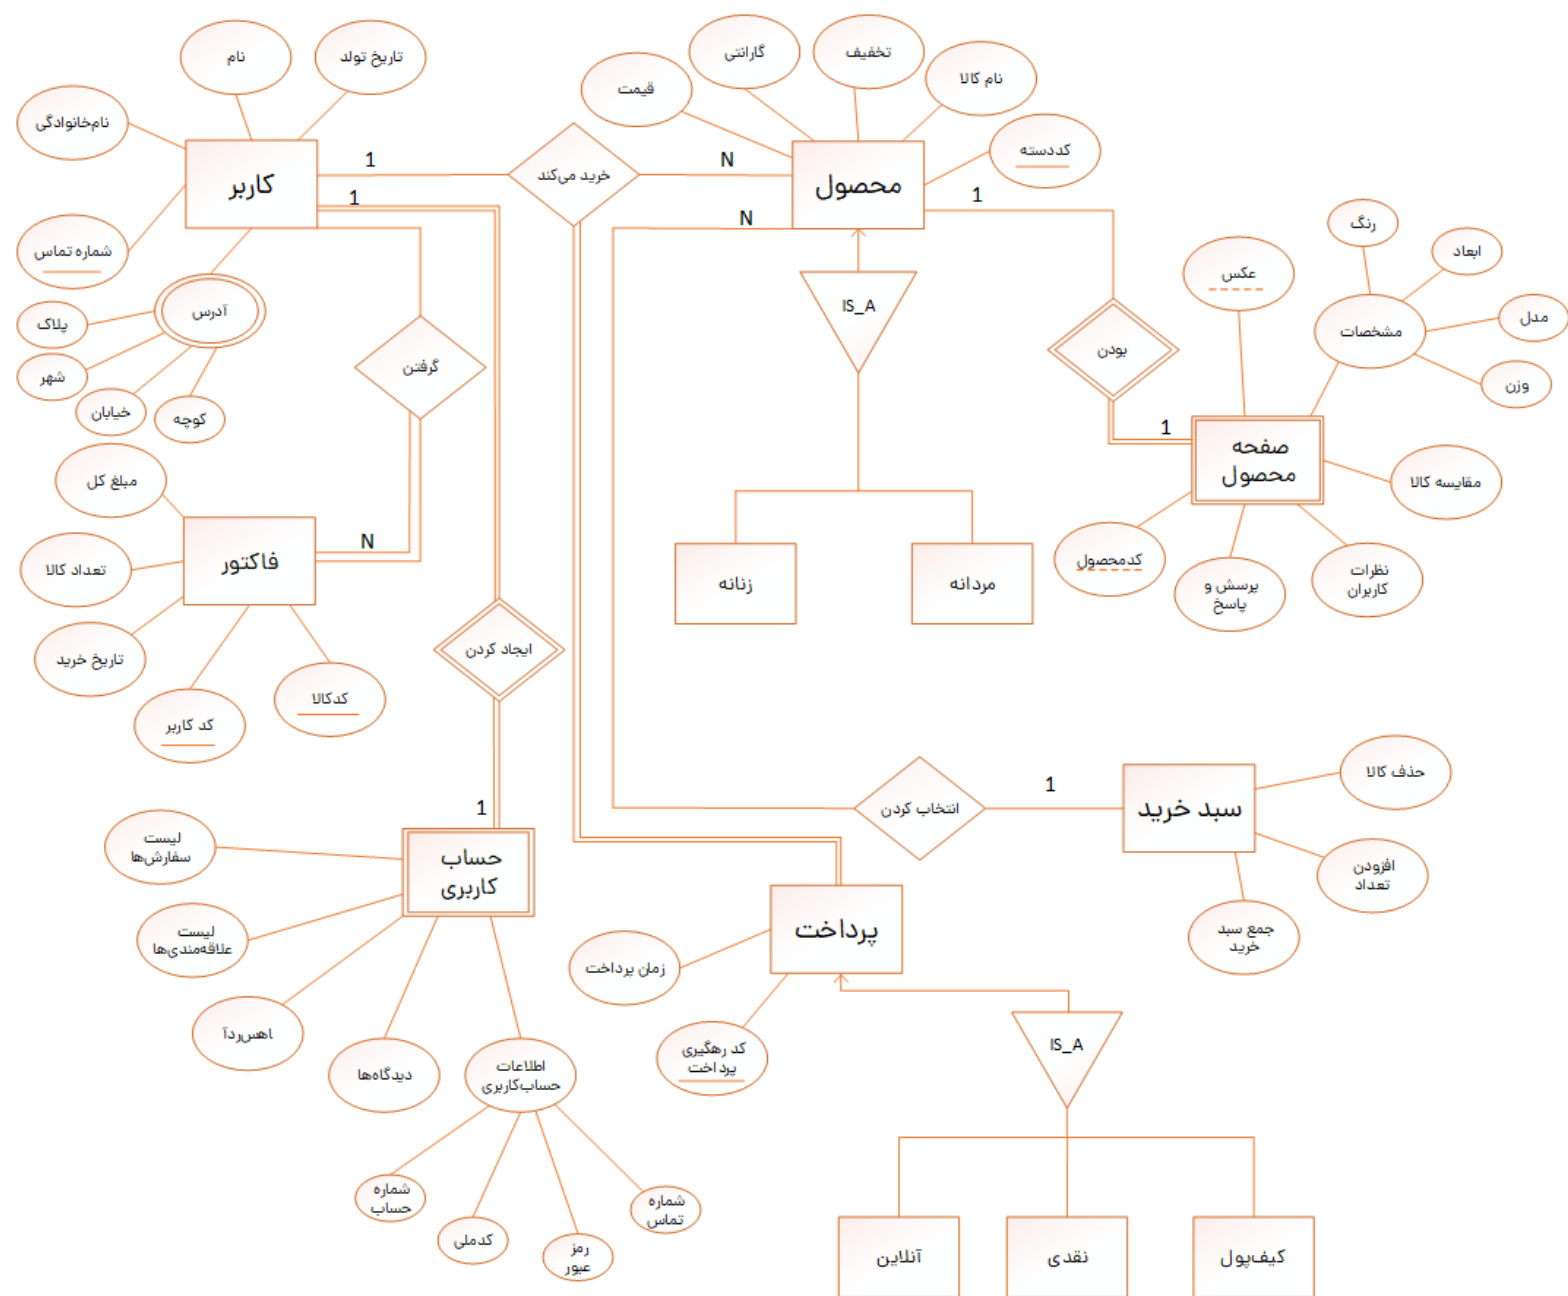 تاریخ تولد
نام
نام‌خانوادگی
کاربر
شماره تماس
آدرس
پلاک
شهر
خیابان
کوچه
1
1
خرید می‌کند
N
N
نام کالا
تخفیف
گارانتی
قیمت
محصول
کددسته
1
IS_A
زنانه
مردانه
بودن
1
عکس
رنگ
ابعاد
مدل
وزن
مشخصات
صفحه
محصول
مقایسه کالا
نظرات
کاربران
پرسش و
پاسخ
کدمحصول
گرفتن
N
مبلغ کل
فاکتور
تعداد کالا
تاریخ خرید
کد کاربر
کدکالا
ایجاد کردن
1
حساب
کاربری
لیست
سفارش‌ها
لیست
علاقه‌مندی‌ها
اهس‌ردآ
دیدگاه‌ها
اطلاعات
حساب‌کاربری
شماره
حساب
کدملی
رمز
عبور
شماره
تماس
انتخاب کردن
1
سبد خرید
حذف کالا
افزودن
تعداد
جمع سبد
خرید
پرداخت
زمان پرداخت
کد رهگیری
پرداخت
IS_A
آنلاین
نقدی
کیف‌پول